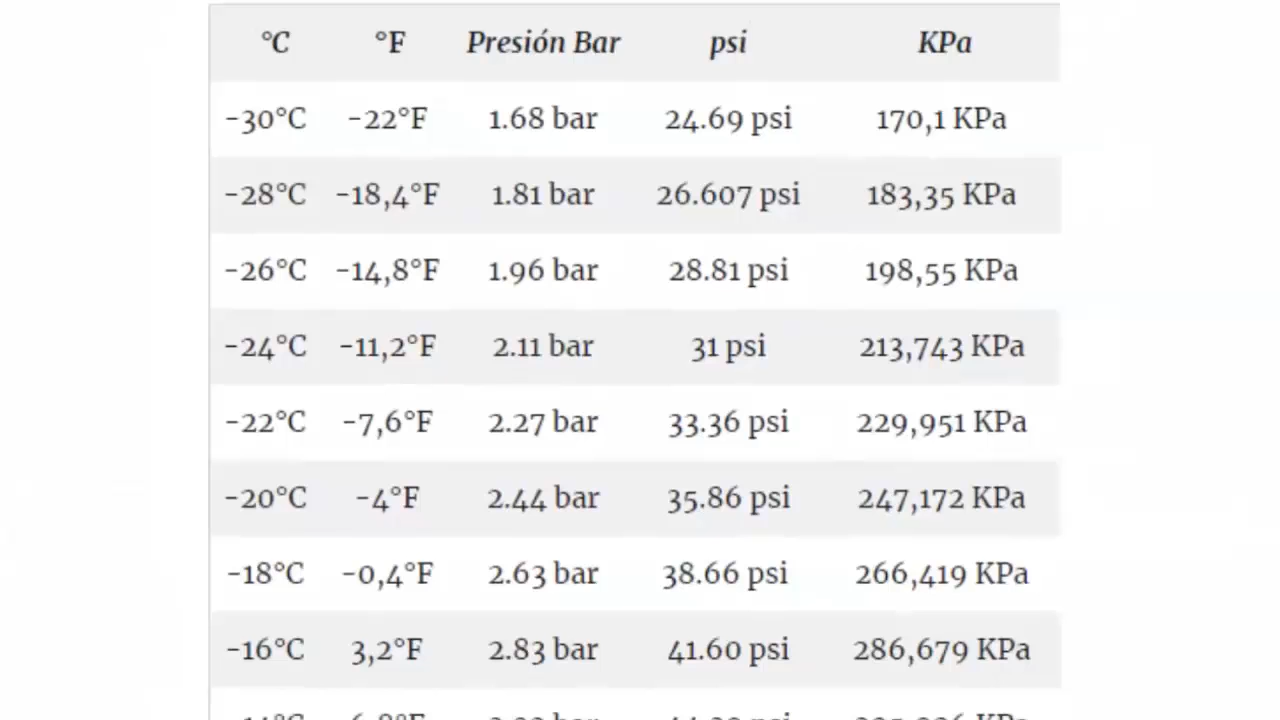 °C °F Presión Bar psi KPa
-30°C -22°F 1.68 bar 24.69 psi 170,1 KPa
-28°C -18,4°F 1.81 bar 26.607 psi 183,35 KPa
-26°C -14,8°F 1.96 bar 28.81 psi 198,55 KPa
-24°C -11,2°F 2.11 bar 31 psi 213,743 KPa
-22°C -7,6°F 2.27 bar 33.36 psi 229,951 KPa
-20°C -4°F 2.44 bar 35.86 psi 247,172 KPa
-18°C -0,4°F 2.63 bar 38.66 psi 266,419 KPa
-16°C 3,2°F 2.83 bar 41.60 psi 286,679 KPa